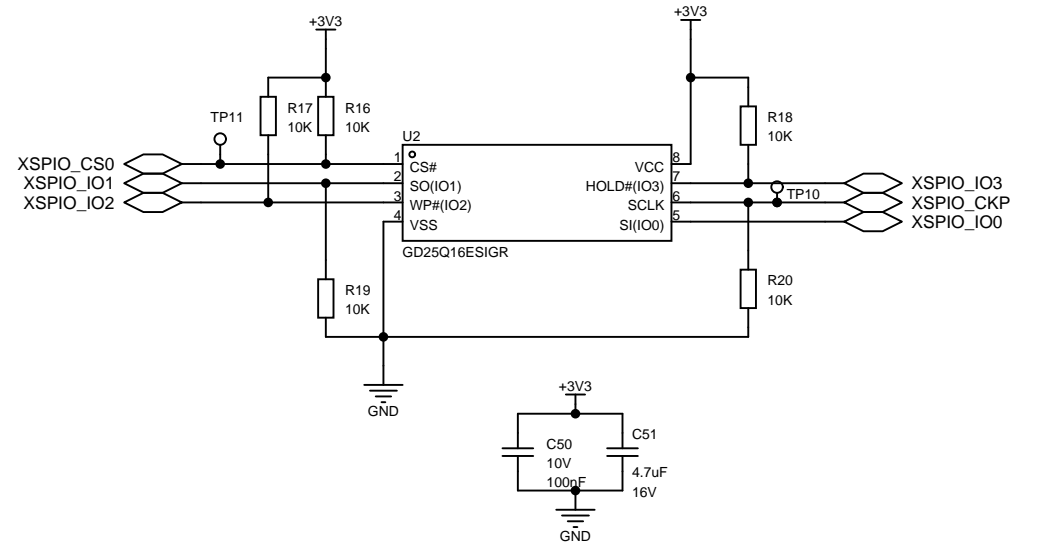 +3V3
+3V3
TP11
R17
10K
R16
10K
R18
10K
U2
XSPIO_CS0
1
CS#
VCC
8
XSPIO_IO1
2
SO(IO1)
HOLD#(IO3)
7
XSPIO_IO3
XSPIO_IO2
3
WP#(IO2)
SCLK
6
TP10
XSPIO_CKP
4
VSS
SI(IO0)
5
XSPIO_IO0
GD25Q16ESIGR
R19
10K
R20
10K
GND
+3V3
C50
10V
100nF
C51
4.7uF
16V
GND